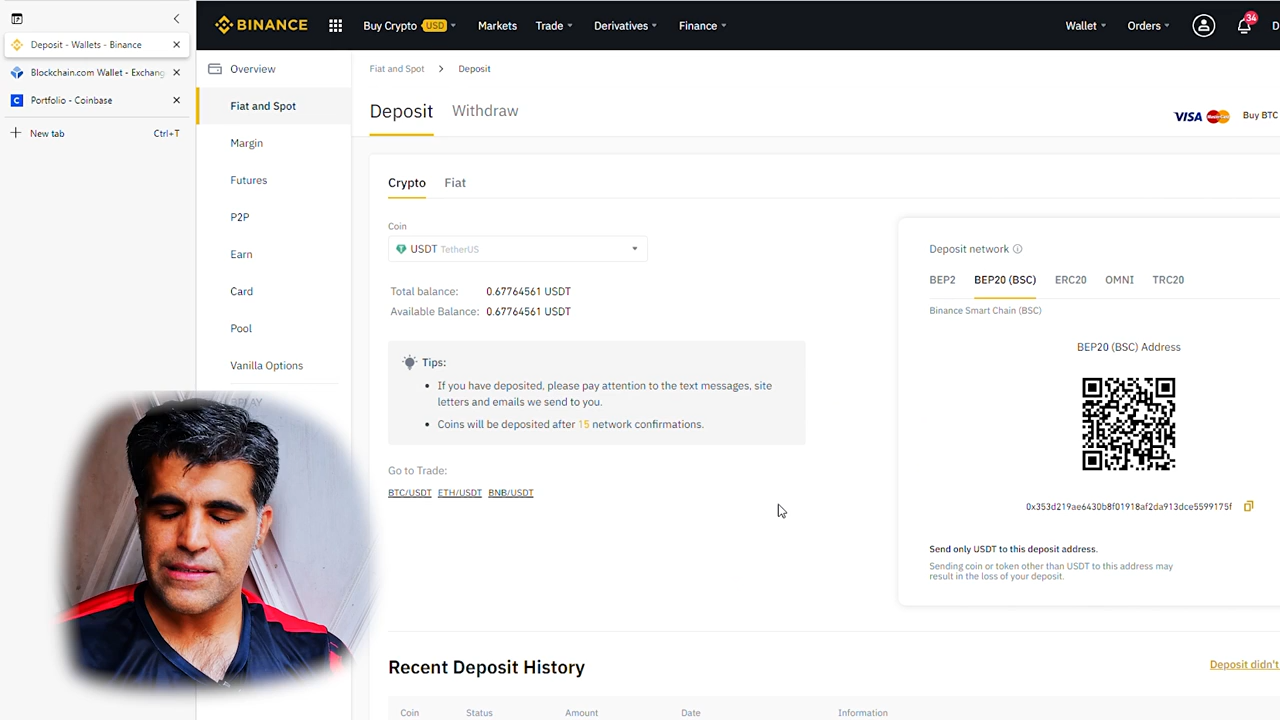 Deposit - Wallets - Binance
Blockchain.com Wallet - Exchang
Portfolio - Coinbase
New tab Ctrl+T
BINANCE Buy Crypto USD Markets Trade Derivatives Finance Wallet Orders 34 D
Overview
Fiat and Spot
Margin
Futures
P2P
Earn
Card
Pool
Vanilla Options
Fiat and Spot Deposit
Deposit Withdraw
VISA Buy BTC
Crypto Fiat
Coin
USDT TetherUS
Total balance: 0.67764561 USDT
Available Balance: 0.67764561 USDT
Tips:
If you have deposited, please pay attention to the text messages, site
letters and emails we send to you.
Coins will be deposited after 15 network confirmations.
Go to Trade:
BTC/USDT ETH/USDT BNB/USDT
Deposit network
BEP2 BEP20 (BSC) ERC20 OMNI TRC20
Binance Smart Chain (BSC)
BEP20 (BSC) Address
0x353d219ae6430b8f01918af2da913dce5599175f
Send only USDT to this deposit address.
Sending coin or token other than USDT to this address may
result in the loss of your deposit.
Recent Deposit History
Deposit didn't
Coin Status Amount Date Information